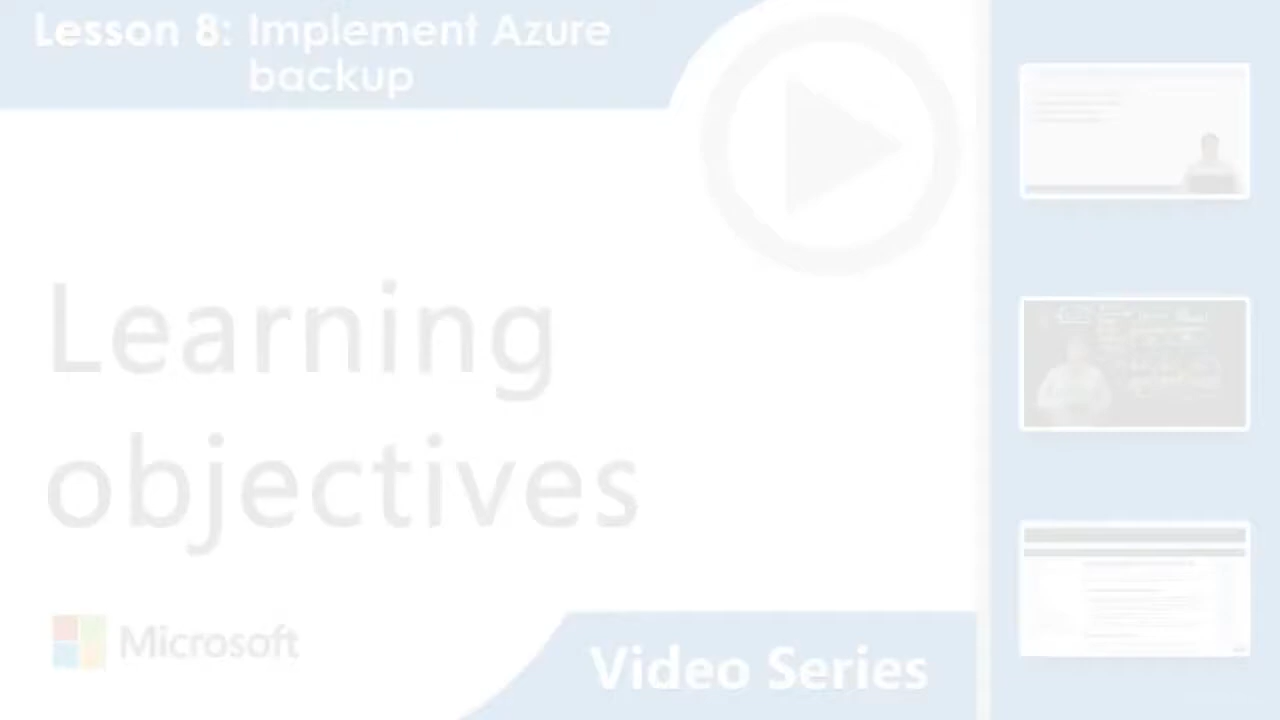 Lesson 8: Implement Azure
backup
Learning
objectives
Microsoft
Video Series